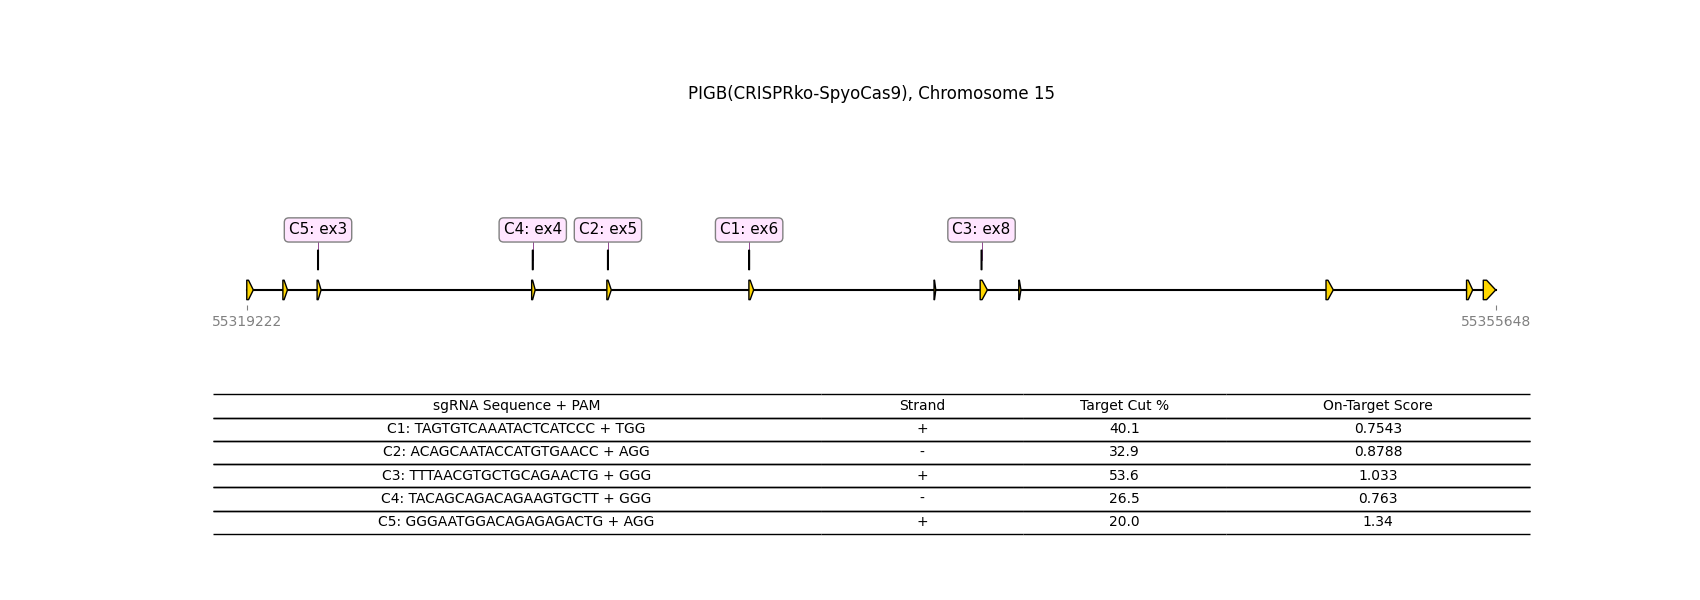 PIGB(CRISPRko-SpyoCas9), Chromosome 15
C5: ex3 C4: ex4 C2: ex5 C1: ex6 C3: ex8
55319222 55355648
sgRNA Sequence + PAM Strand Target Cut % On-Target Score
C1: TAGTGTCAAATACTCATCCC + TGG + 40.1 0.7543
C2: ACAGCAATACCATGTGAACC + AGG - 32.9 0.8788
C3: TTTAACGTGCTGCAGAACTG + GGG + 53.6 1.033
C4: TACAGCAGACAGAAGTGCTT + GGG - 26.5 0.763
C5: GGGAATGGACAGAGAGACTG + AGG + 20.0 1.34